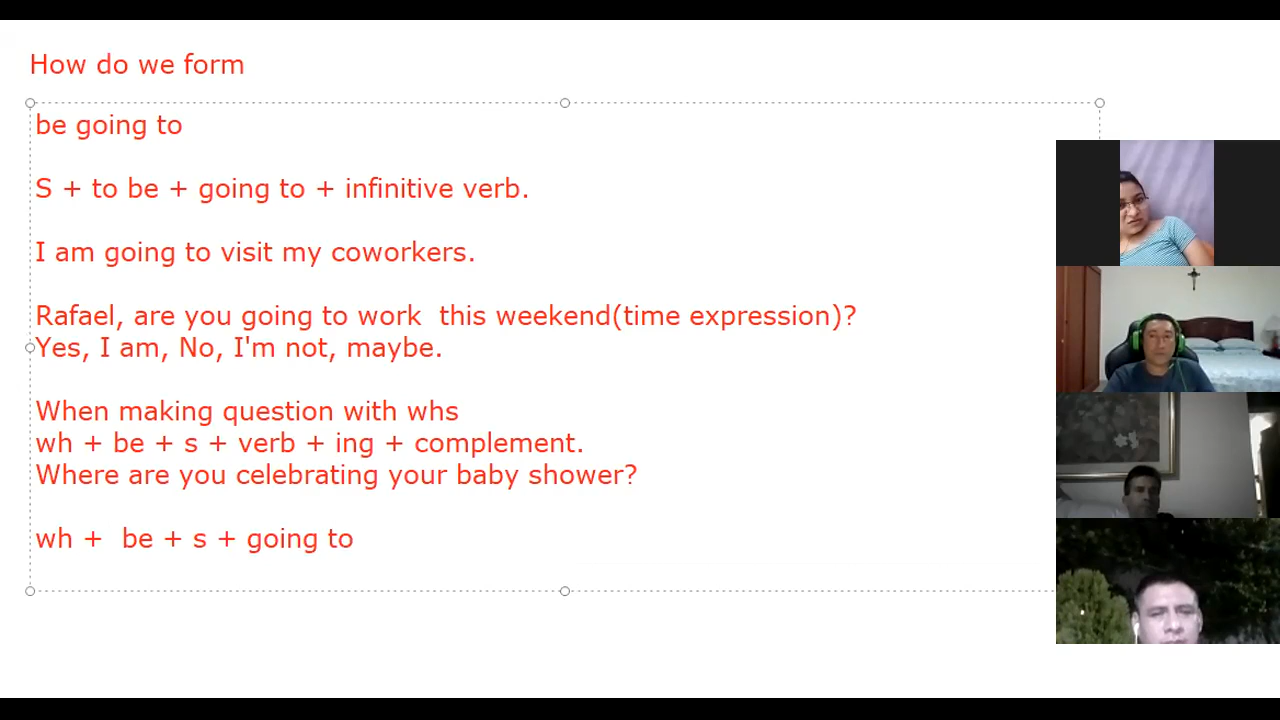 How do we form
be going to
S + to be + going to + infinitive verb.
I am going to visit my coworkers.
Rafael, are you going to work  this weekend(time expression)?
Yes, I am, No, I'm not, maybe.
When making question with whs
wh + be + s + verb + ing + complement.
Where are you celebrating your baby shower?
wh +  be + s + going to